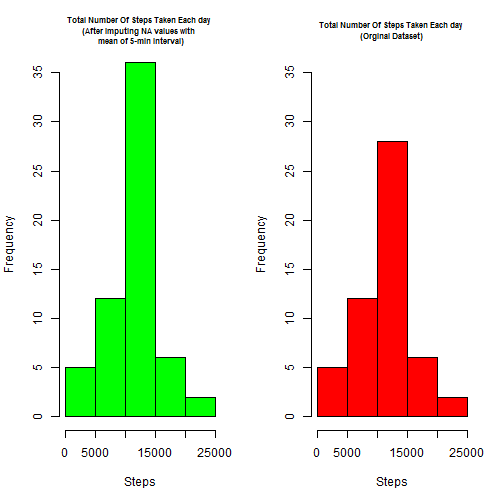 Total Number Of Steps Taken Each day
(After Imputing NA values with
mean of 5-min interval)
35
30
25
20
15
10
5
0
Frequency
0 5000 15000 25000
Steps
Total Number Of Steps Taken Each day
(Orginal Dataset)
35
30
25
20
15
10
5
0
Frequency
0 5000 15000 25000
Steps